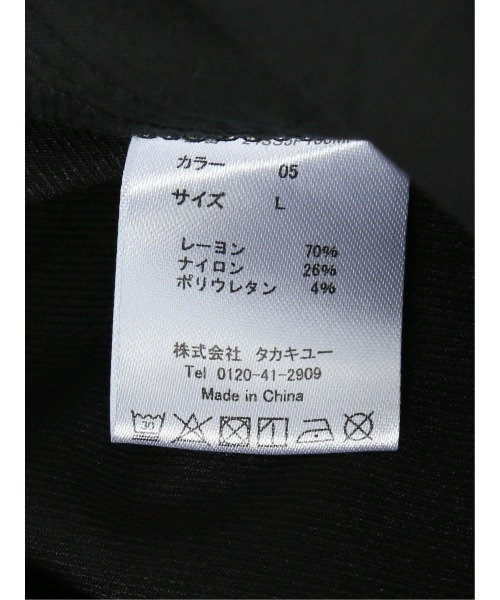 カラー 05
サイズ L
レーヨン 70%
ナイロン 26%
ポリウレタン 4%
株式会社 タカキユー
Tel 0120-41-2909
Made in China
30